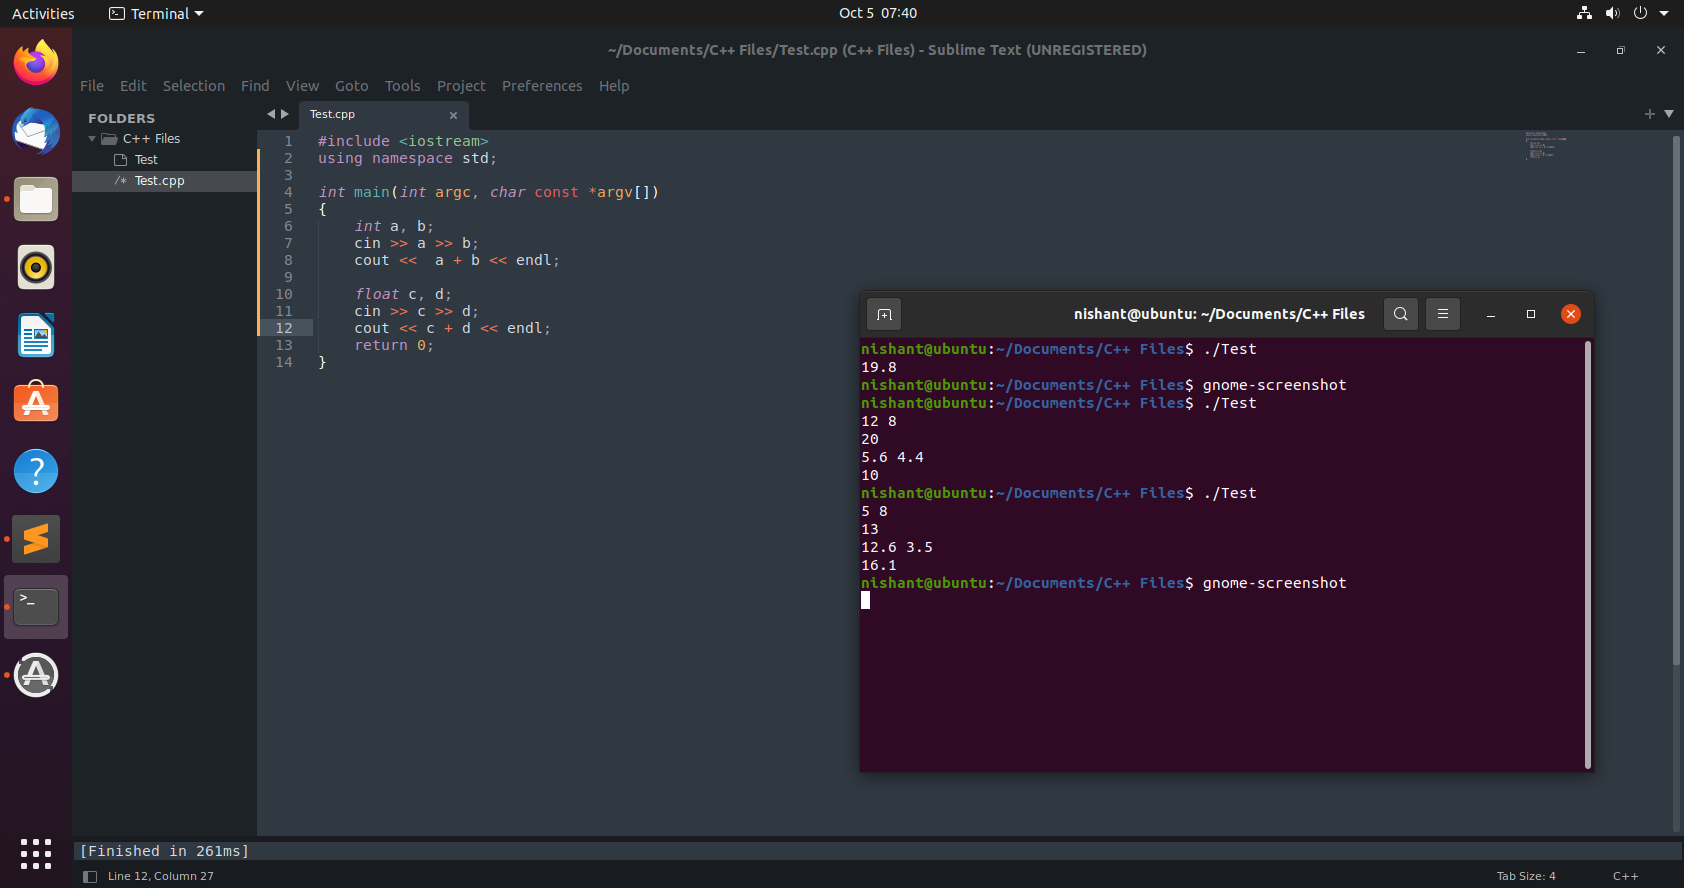 Activities Terminal Oct 5 07:40
~/Documents/C++ Files/Test.cpp (C++ Files) - Sublime Text (UNREGISTERED)
File Edit Selection Find View Goto Tools Project Preferences Help
FOLDERS
C++ Files
Test
/* Test.cpp
Test.cpp ×
1 #include <iostream>
2 using namespace std;
3
4 int main(int argc, char const *argv[])
5 {
6     int a, b;
7     cin >> a >> b;
8     cout <<  a + b << endl;
9
10     float c, d;
11     cin >> c >> d;
12     cout << c + d << endl;
13     return 0;
14 }
nishant@ubuntu: ~/Documents/C++ Files
nishant@ubuntu:~/Documents/C++ Files$ ./Test
19.8
nishant@ubuntu:~/Documents/C++ Files$ gnome-screenshot
nishant@ubuntu:~/Documents/C++ Files$ ./Test
12 8
20
5.6 4.4
10
nishant@ubuntu:~/Documents/C++ Files$ ./Test
5 8
13
12.6 3.5
16.1
nishant@ubuntu:~/Documents/C++ Files$ gnome-screenshot
[Finished in 261ms]
Line 12, Column 27 Tab Size: 4 C++